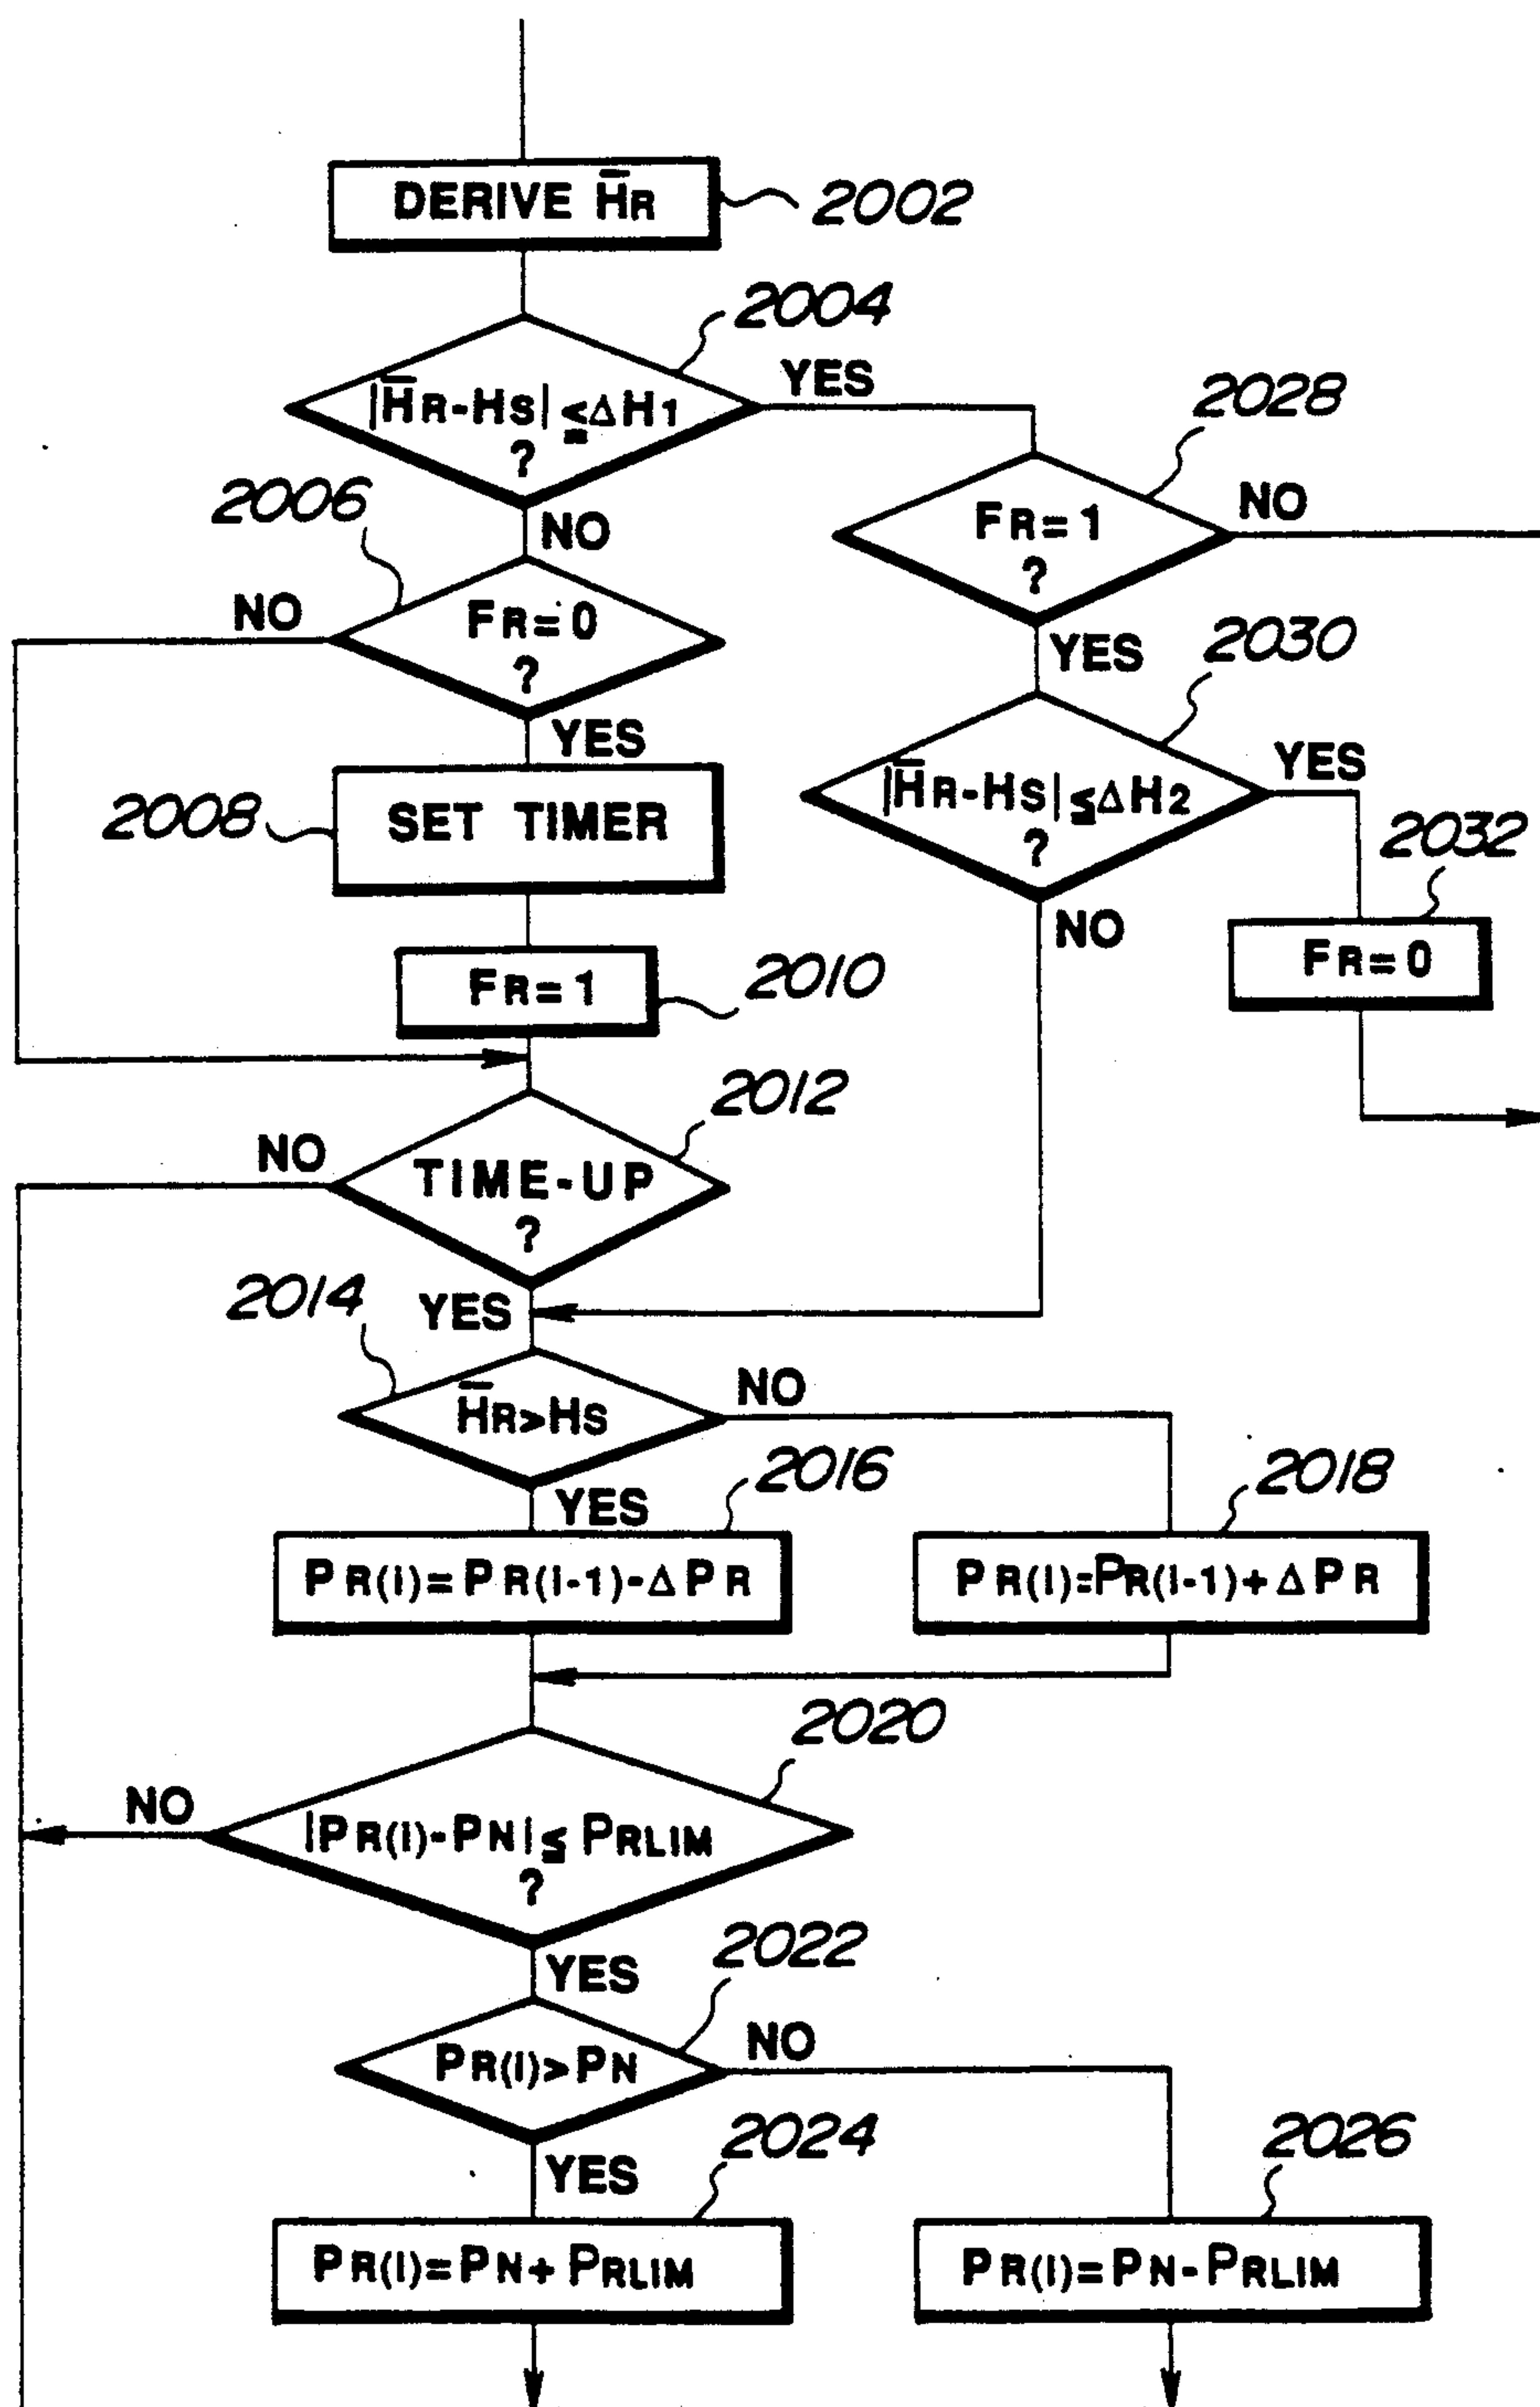 DERIVE H̅R
2002
2004
|H̅R-HS|≦ΔH1
?
YES
NO
2028
FR=1
?
NO
YES
2006
FR=0
?
NO
YES
2030
|H̅R-HS|≦ΔH2
?
YES
NO
2008
SET TIMER
2032
FR=0
FR=1
2010
2012
TIME-UP
?
NO
YES
2014
H̅R>HS
NO
YES
2016
PR(I)=PR(I-1)-ΔPR
2018
PR(I)=PR(I-1)+ΔPR
2020
|PR(I)-PN|≦PRLIM
?
NO
YES
2022
PR(I)>PN
NO
YES
2024
PR(I)=PN+PRLIM
2026
PR(I)=PN-PRLIM